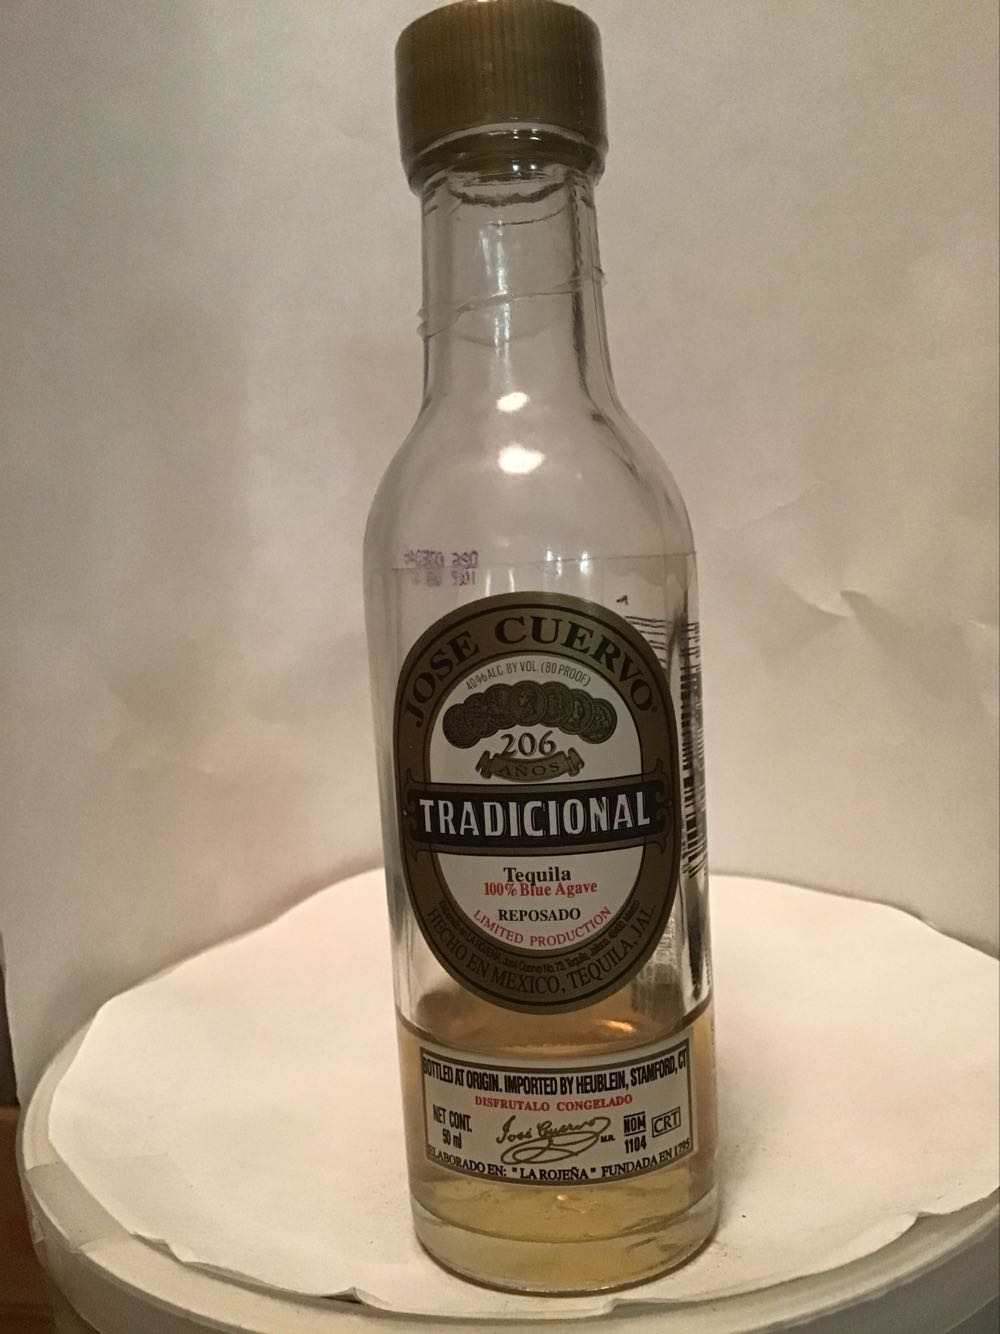 JOSE CUERVO
40% ALC BY VOL. (80 PROOF)
206
AÑOS
TRADICIONAL
Tequila
100% Blue Agave
REPOSADO
LIMITED PRODUCTION
HECHO EN MEXICO, TEQUILA, JAL.
BOTTLED AT ORIGIN. IMPORTED BY HEUBLEIN, STAMFORD, CT
DISFRUTALO CONGELADO
NET CONT.
50 ml
José Cuervo
M.R.
NOM
1104
CRT
ELABORADO EN: "LA ROJEÑA" FUNDADA EN 1795